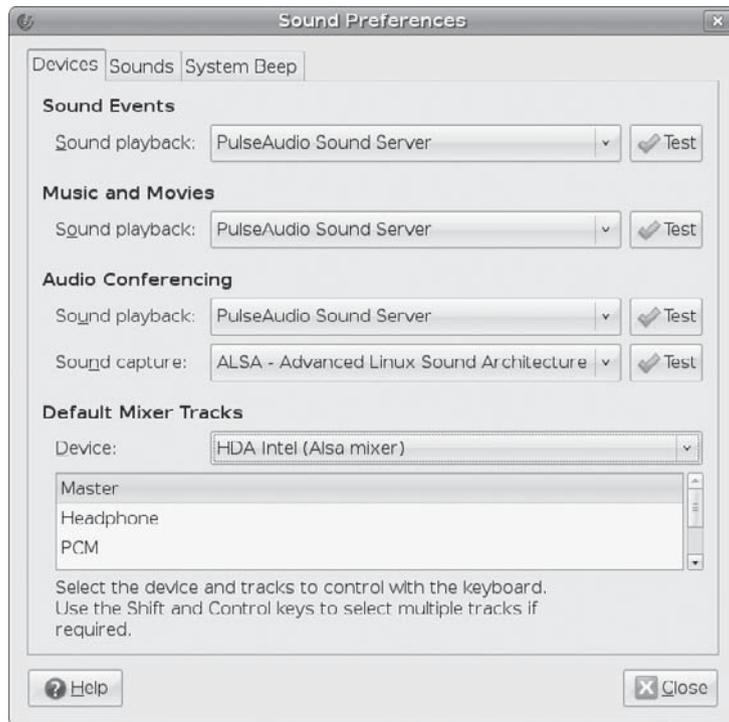 Sound Preferences
Devices Sounds System Beep
Sound Events
Sound playback: PulseAudio Sound Server Test
Music and Movies
Sound playback: PulseAudio Sound Server Test
Audio Conferencing
Sound playback: PulseAudio Sound Server Test
Sound capture: ALSA - Advanced Linux Sound Architecture Test
Default Mixer Tracks
Device: HDA Intel (Alsa mixer)
Master
Headphone
PCM
Select the device and tracks to control with the keyboard.
Use the Shift and Control keys to select multiple tracks if
required.
Help Close